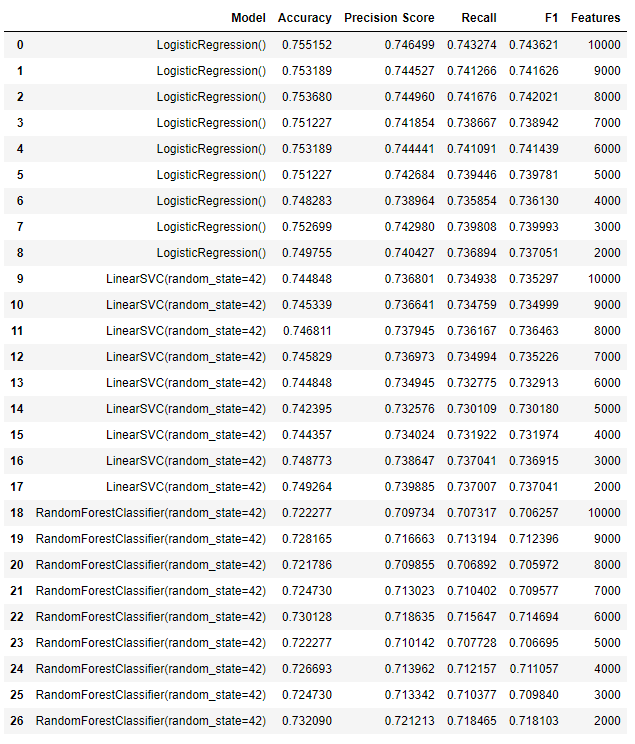 Model Accuracy Precision Score Recall F1 Features
0 LogisticRegression() 0.755152 0.746499 0.743274 0.743621 10000
1 LogisticRegression() 0.753189 0.744527 0.741266 0.741626 9000
2 LogisticRegression() 0.753680 0.744960 0.741676 0.742021 8000
3 LogisticRegression() 0.751227 0.741854 0.738667 0.738942 7000
4 LogisticRegression() 0.753189 0.744441 0.741091 0.741439 6000
5 LogisticRegression() 0.751227 0.742684 0.739446 0.739781 5000
6 LogisticRegression() 0.748283 0.738964 0.735854 0.736130 4000
7 LogisticRegression() 0.752699 0.742980 0.739808 0.739993 3000
8 LogisticRegression() 0.749755 0.740427 0.736894 0.737051 2000
9 LinearSVC(random_state=42) 0.744848 0.736801 0.734938 0.735297 10000
10 LinearSVC(random_state=42) 0.745339 0.736641 0.734759 0.734999 9000
11 LinearSVC(random_state=42) 0.746811 0.737945 0.736167 0.736463 8000
12 LinearSVC(random_state=42) 0.745829 0.736973 0.734994 0.735226 7000
13 LinearSVC(random_state=42) 0.744848 0.734945 0.732775 0.732913 6000
14 LinearSVC(random_state=42) 0.742395 0.732576 0.730109 0.730180 5000
15 LinearSVC(random_state=42) 0.744357 0.734024 0.731922 0.731974 4000
16 LinearSVC(random_state=42) 0.748773 0.738647 0.737041 0.736915 3000
17 LinearSVC(random_state=42) 0.749264 0.739885 0.737007 0.737041 2000
18 RandomForestClassifier(random_state=42) 0.722277 0.709734 0.707317 0.706257 10000
19 RandomForestClassifier(random_state=42) 0.728165 0.716663 0.713194 0.712396 9000
20 RandomForestClassifier(random_state=42) 0.721786 0.709855 0.706892 0.705972 8000
21 RandomForestClassifier(random_state=42) 0.724730 0.713023 0.710402 0.709577 7000
22 RandomForestClassifier(random_state=42) 0.730128 0.718635 0.715647 0.714694 6000
23 RandomForestClassifier(random_state=42) 0.722277 0.710142 0.707728 0.706695 5000
24 RandomForestClassifier(random_state=42) 0.726693 0.713962 0.712157 0.711057 4000
25 RandomForestClassifier(random_state=42) 0.724730 0.713342 0.710377 0.709840 3000
26 RandomForestClassifier(random_state=42) 0.732090 0.721213 0.718465 0.718103 2000